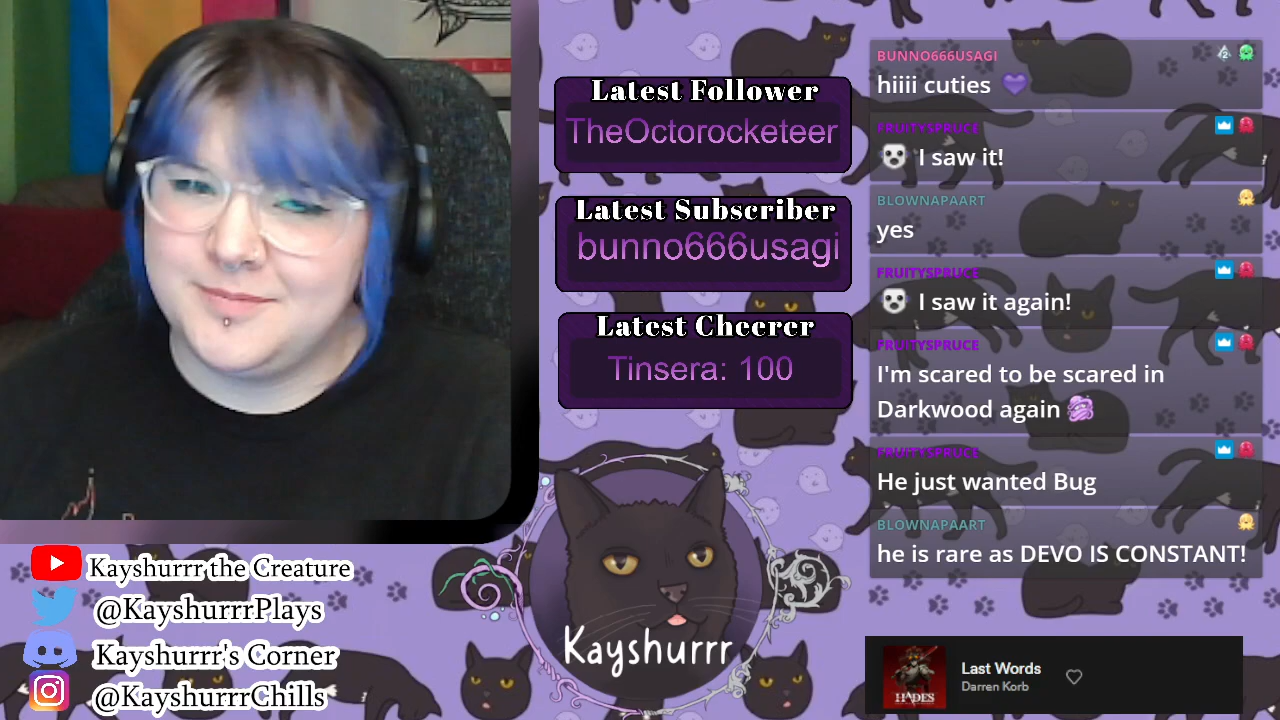 Latest Follower
TheOctorocketeer
Latest Subscriber
bunno666usagi
Latest Cheerer
Tinsera: 100
BUNNO666USAGI
hiiii cuties
FRUITYSPRUCE
I saw it!
BLOWNAPAART
yes
FRUITYSPRUCE
I saw it again!
FRUITYSPRUCE
I'm scared to be scared in
Darkwood again
FRUITYSPRUCE
He just wanted Bug
BLOWNAPAART
he is rare as DEVO IS CONSTANT!
Kayshurrr the Creature
@KayshurrrPlays
Kayshurrr's Corner
@KayshurrrChills
Kayshurrr
HADES
Last Words
Darren Korb